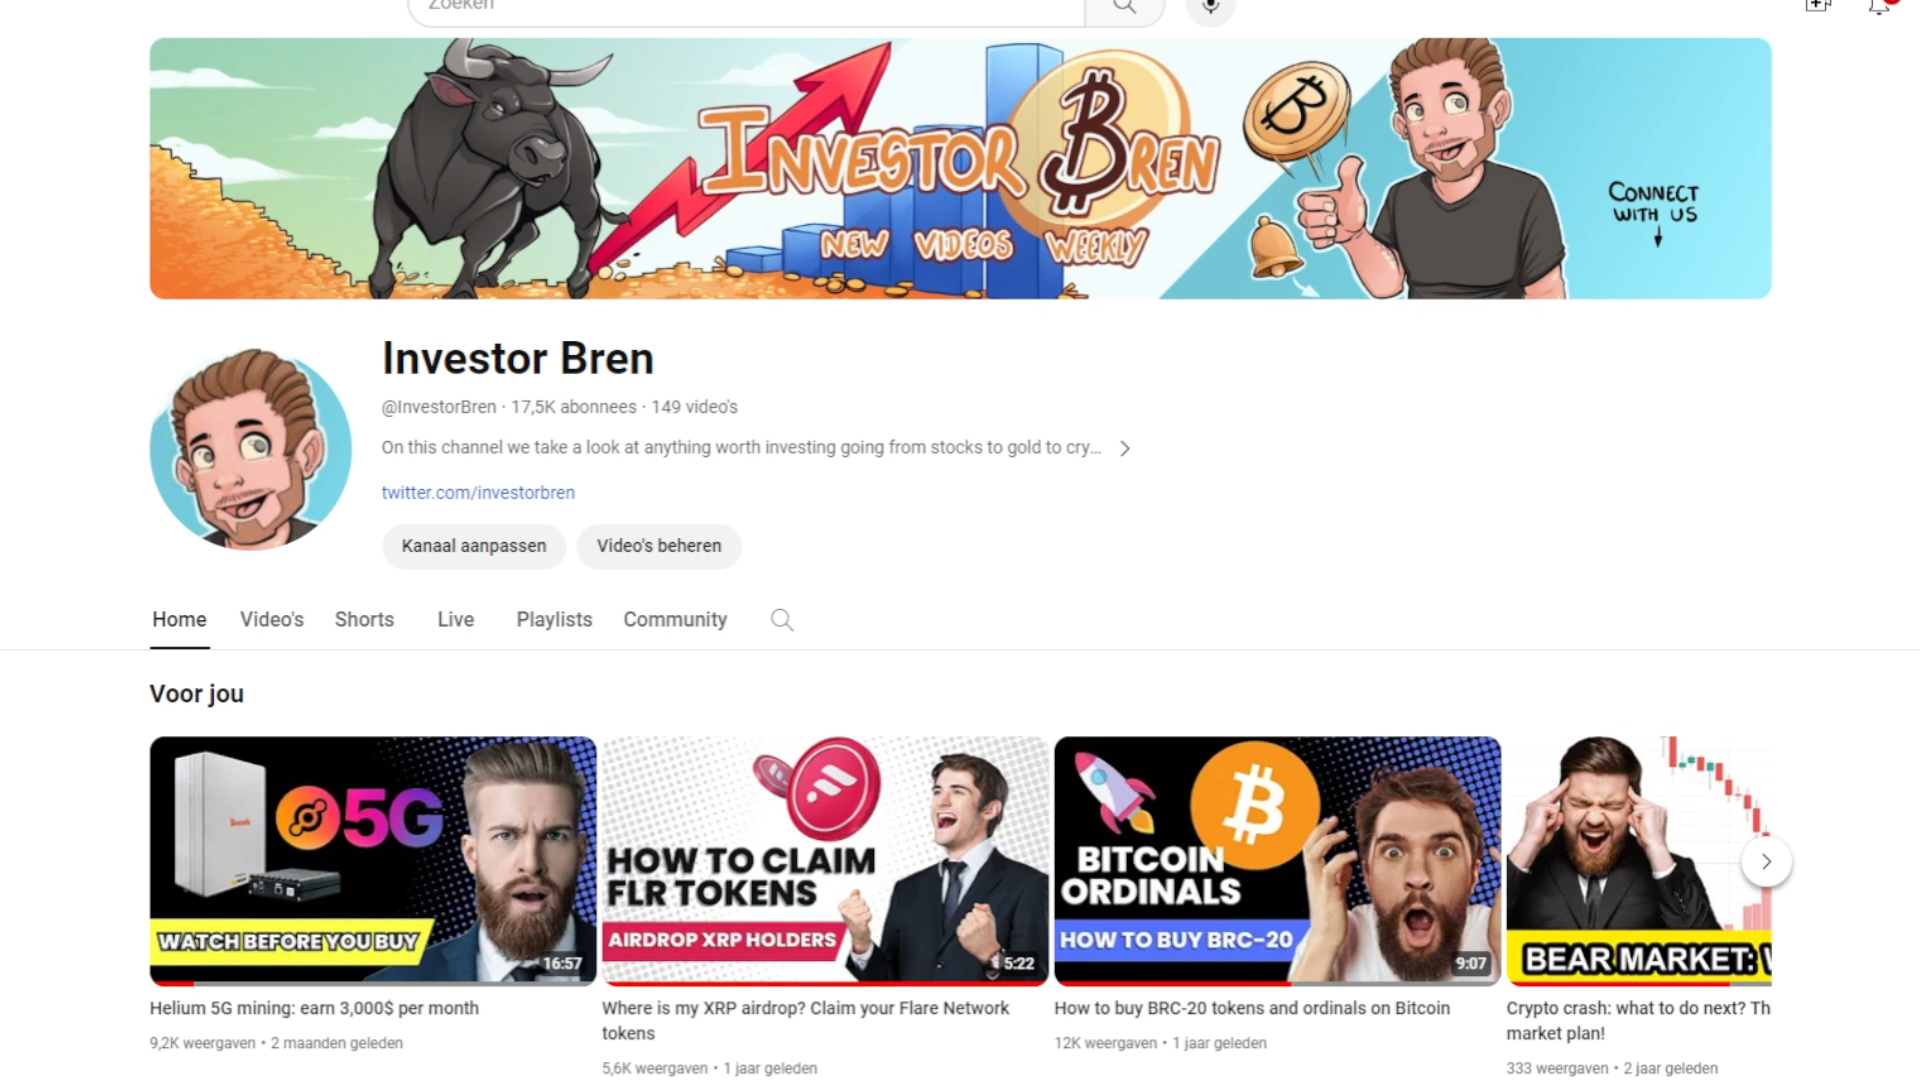 Zoeken
INVESTOR BREN
NEW VIDEOS WEEKLY
CONNECT
WITH US
Investor Bren
@InvestorBren · 17,5K abonnees · 149 video's
On this channel we take a look at anything worth investing going from stocks to gold to cry...
twitter.com/investorbren
Kanaal aanpassen
Video's beheren
Home
Video's
Shorts
Live
Playlists
Community
Voor jou
5G
WATCH BEFORE YOU BUY
16:57
HOW TO CLAIM
FLR TOKENS
AIRDROP XRP HOLDERS
5:22
BITCOIN
ORDINALS
HOW TO BUY BRC-20
9:07
BEAR MARKET:
Helium 5G mining: earn 3,000$ per month
9,2K weergaven • 2 maanden geleden
Where is my XRP airdrop? Claim your Flare Network
tokens
5,6K weergaven • 1 jaar geleden
How to buy BRC-20 tokens and ordinals on Bitcoin
12K weergaven • 1 jaar geleden
Crypto crash: what to do next? Th
market plan!
333 weergaven • 2 jaar geleden